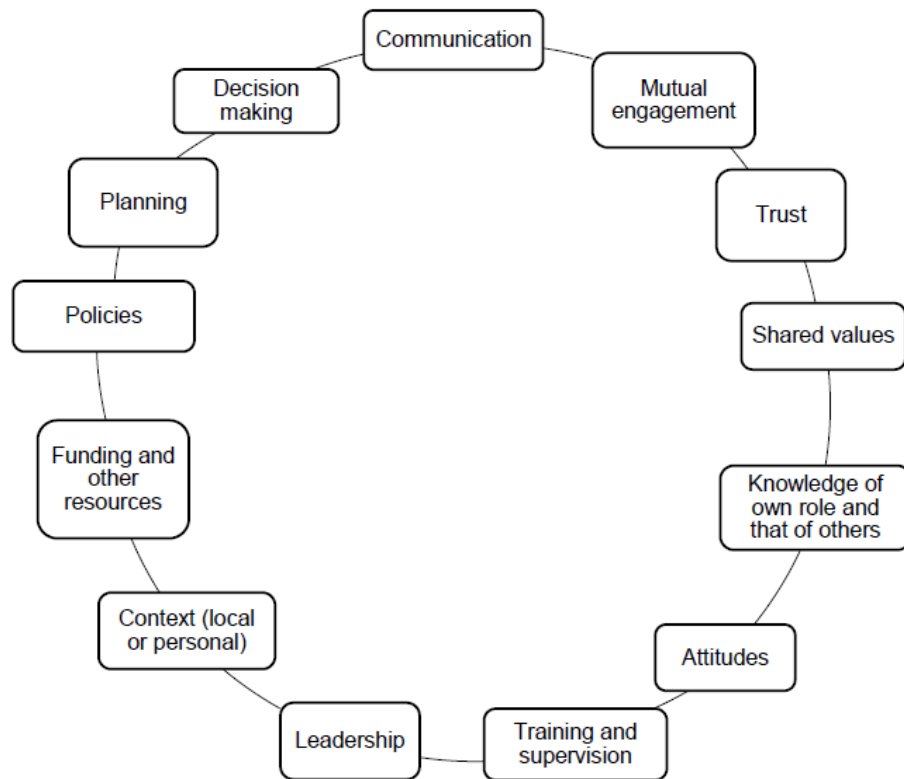 Communication
Mutual
engagement
Trust
Shared values
Knowledge of
own role and
that of others
Attitudes
Training and
supervision
Leadership
Context (local
or personal)
Funding and
other
resources
Policies
Planning
Decision
making